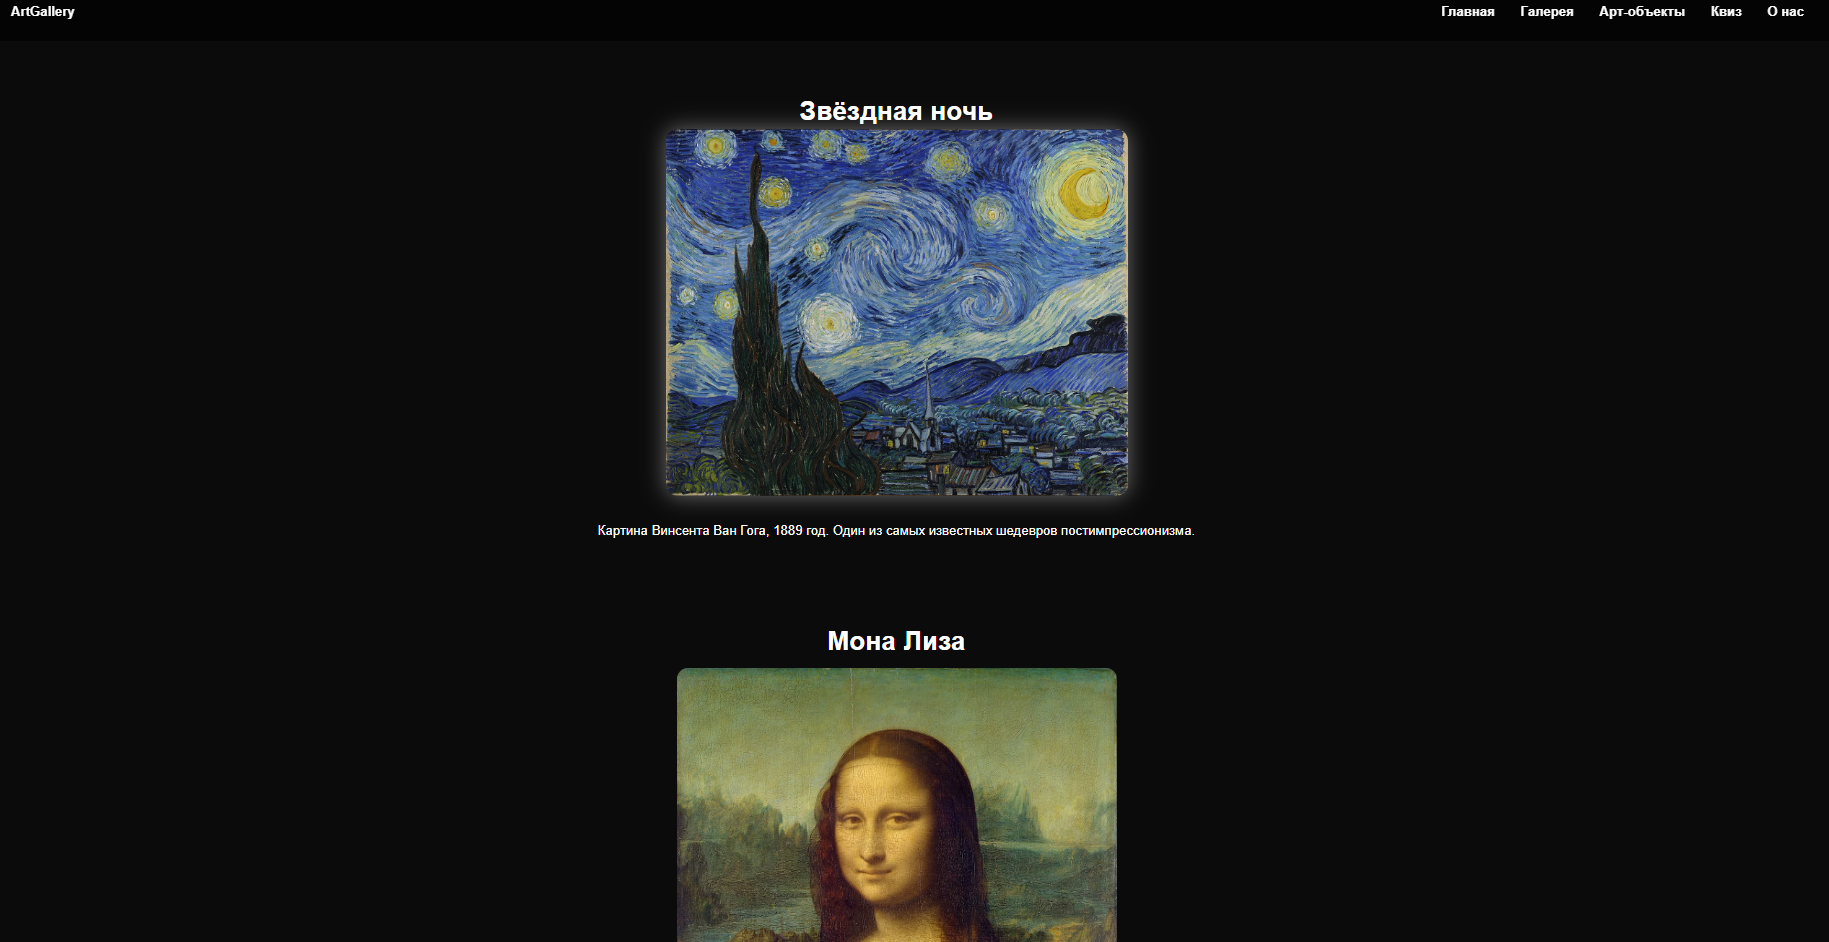 ArtGallery
Главная Галерея Арт-объекты Квиз О нас
Звёздная ночь
Картина Винсента Ван Гога, 1889 год. Один из самых известных шедевров постимпрессионизма.
Мона Лиза